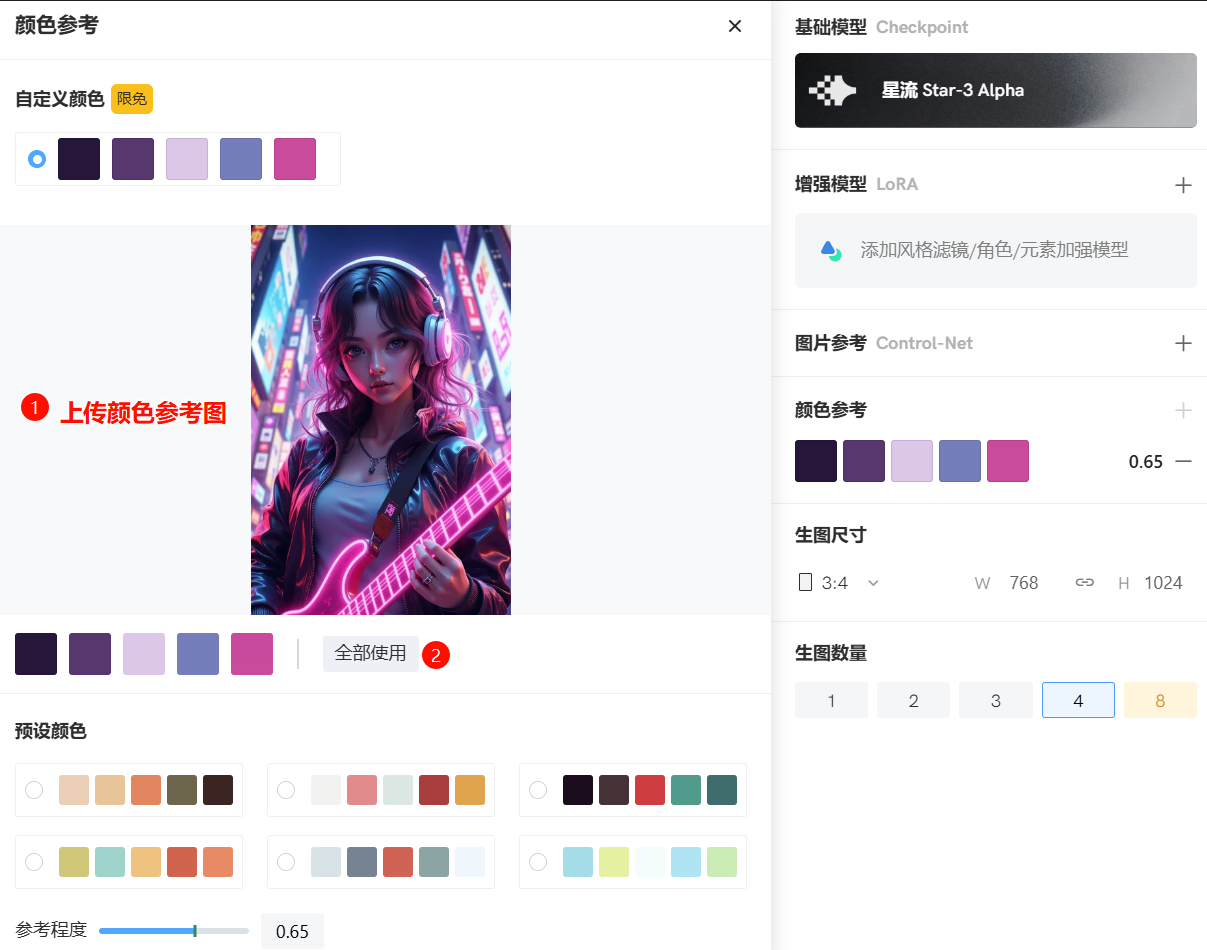 颜色参考
自定义颜色 限免
1 上传颜色参考图
全部使用 2
预设颜色
参考程度 0.65
基础模型 Checkpoint
星流 Star-3 Alpha
增强模型 LoRA
添加风格滤镜/角色/元素加强模型
图片参考 Control-Net
颜色参考
0.65
生图尺寸
3:4 W 768 H 1024
生图数量
1 2 3 4 8